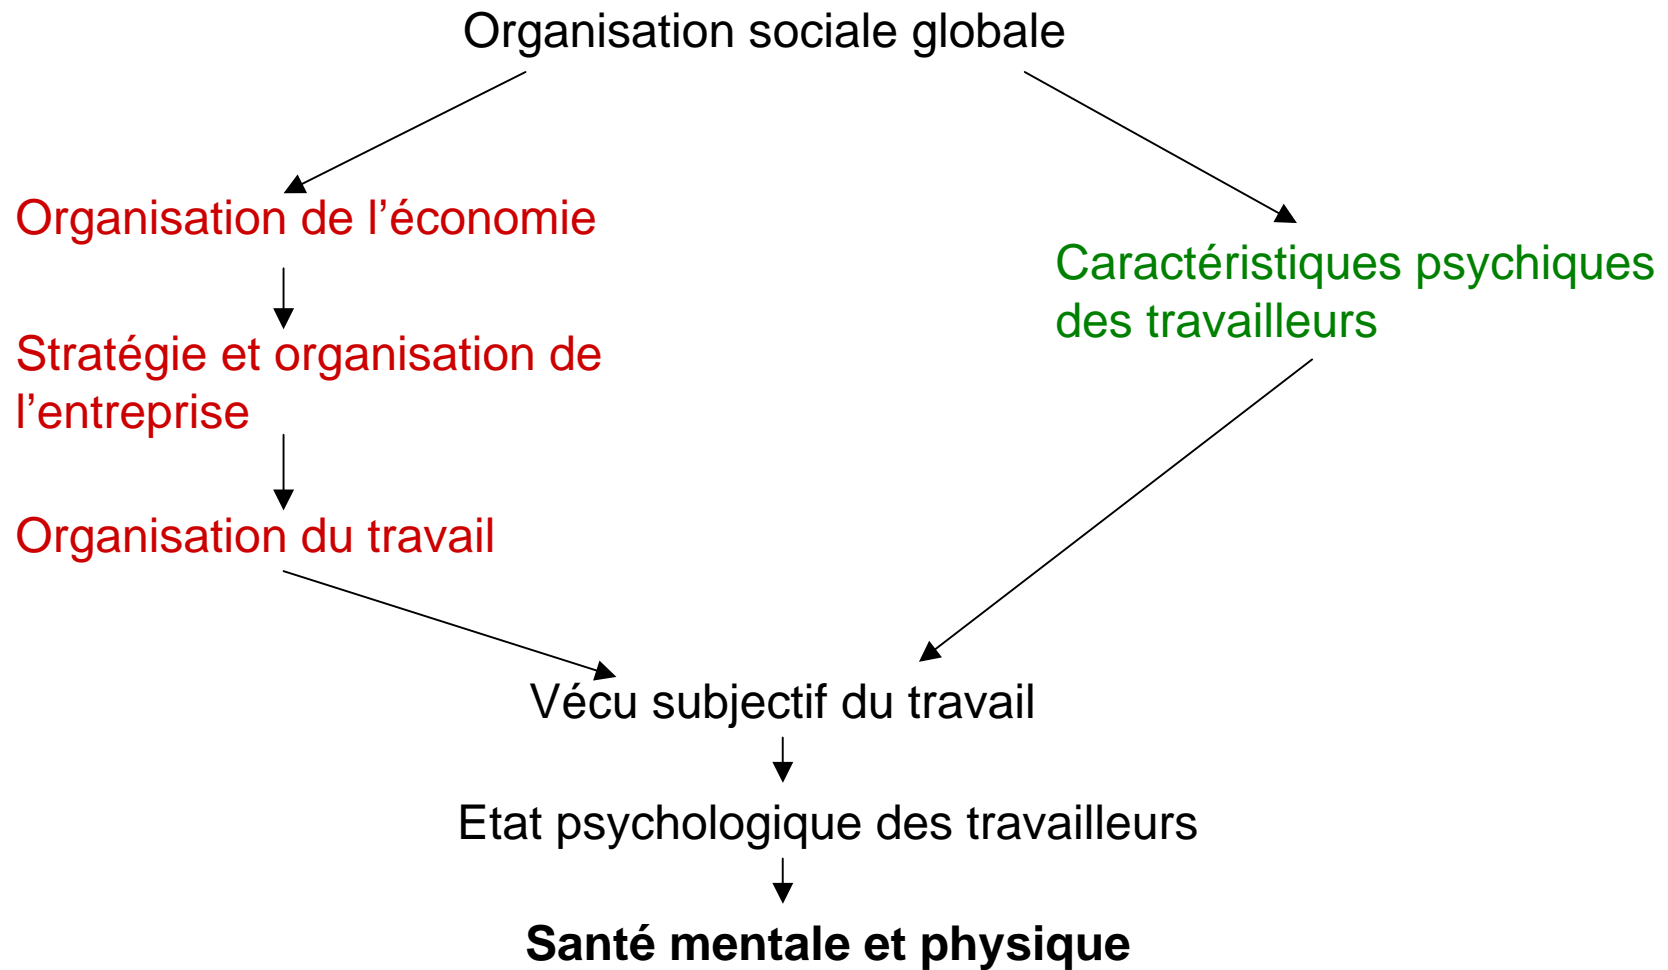 Organisation sociale globale
Organisation de l’économie
Caractéristiques psychiques
des travailleurs
Stratégie et organisation de
l’entreprise
Organisation du travail
Vécu subjectif du travail
Etat psychologique des travailleurs
Santé mentale et physique